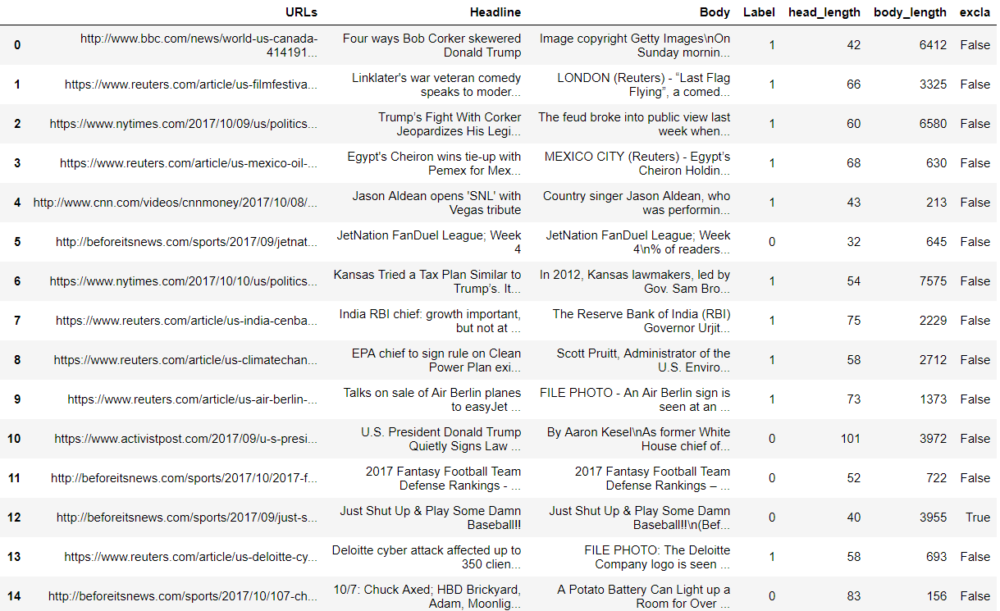 URLs Headline Body Label head_length body_length excla
0 http://www.bbc.com/news/world-us-canada- Four ways Bob Corker skewered Image copyright Getty Images\nOn 1 42 6412 False
414191... Donald Trump Sunday mornin...
1 https://www.reuters.com/article/us-filmfestiva... Linklater's war veteran comedy LONDON (Reuters) - “Last Flag 1 66 3325 False
speaks to moder... Flying”, a comed...
2 https://www.nytimes.com/2017/10/09/us/politics... Trump’s Fight With Corker The feud broke into public view last 1 60 6580 False
Jeopardizes His Legi... week when...
3 https://www.reuters.com/article/us-mexico-oil-... Egypt's Cheiron wins tie-up with MEXICO CITY (Reuters) - Egypt’s 1 68 630 False
Pemex for Mex... Cheiron Holdin...
4 http://www.cnn.com/videos/cnnmoney/2017/10/08/... Jason Aldean opens 'SNL' with Country singer Jason Aldean, who 1 43 213 False
Vegas tribute was performin...
5 http://beforeitsnews.com/sports/2017/09/jetnat... JetNation FanDuel League; Week JetNation FanDuel League; Week 0 32 645 False
4 4\n% of readers...
6 https://www.nytimes.com/2017/10/10/us/politics... Kansas Tried a Tax Plan Similar to In 2012, Kansas lawmakers, led by 1 54 7575 False
Trump’s. It... Gov. Sam Bro...
7 https://www.reuters.com/article/us-india-cenba... India RBI chief: growth important, The Reserve Bank of India (RBI) 1 75 2229 False
but not at ... Governor Urjit...
8 https://www.reuters.com/article/us-climatechan... EPA chief to sign rule on Clean Scott Pruitt, Administrator of the 1 58 2712 False
Power Plan exi... U.S. Enviro...
9 https://www.reuters.com/article/us-air-berlin-... Talks on sale of Air Berlin planes FILE PHOTO - An Air Berlin sign is 1 73 1373 False
to easyJet ... seen at an ...
10 https://www.activistpost.com/2017/09/u-s-presi... U.S. President Donald Trump By Aaron Kesel\nAs former White 0 101 3972 False
Quietly Signs Law ... House chief of...
11 http://beforeitsnews.com/sports/2017/10/2017-f... 2017 Fantasy Football Team 2017 Fantasy Football Team 0 52 722 False
Defense Rankings - ... Defense Rankings – ...
12 http://beforeitsnews.com/sports/2017/09/just-s... Just Shut Up & Play Some Damn Just Shut Up & Play Some Damn 0 40 3955 True
Baseball!! Baseball!!\n(Bef...
13 https://www.reuters.com/article/us-deloitte-cy... Deloitte cyber attack affected up to FILE PHOTO: The Deloitte 1 58 693 False
350 clien... Company logo is seen ...
14 http://beforeitsnews.com/sports/2017/10/107-ch... 10/7: Chuck Axed; HBD Brickyard, A Potato Battery Can Light up a 0 83 156 False
Adam, Moonlig... Room for Over ...